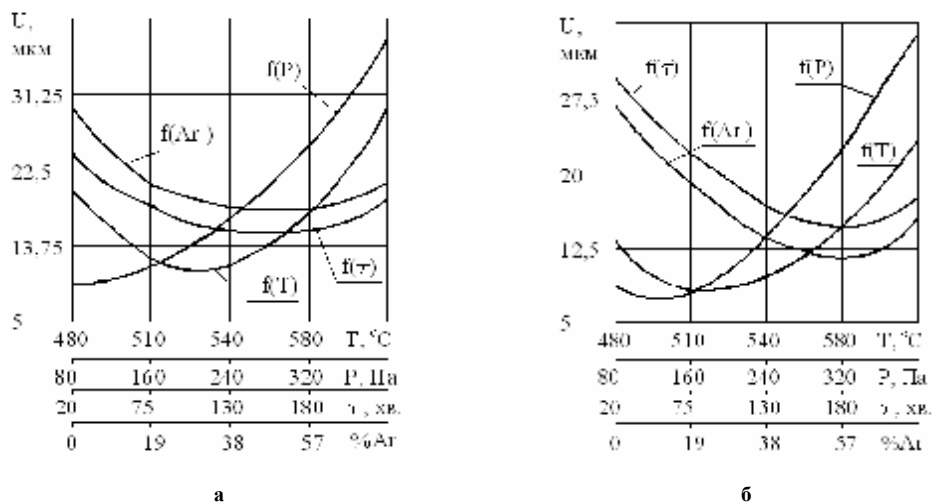 U,
мкм
31,25
22,5
13,75
5
f(P)
f(Ar )
f(T)
f(τ)
480 510 540 580 T, °C
80 160 240 320 P, Па
20 75 130 180 τ , хв.
0 19 38 57 %Ar
а
U,
мкм
27,5
20
12,5
5
f(τ)
f(P)
f(Ar )
f(T)
480 510 540 580 T, °C
80 160 240 320 P, Па
20 75 130 180 τ, хв.
0 19 38 57 %Ar
б